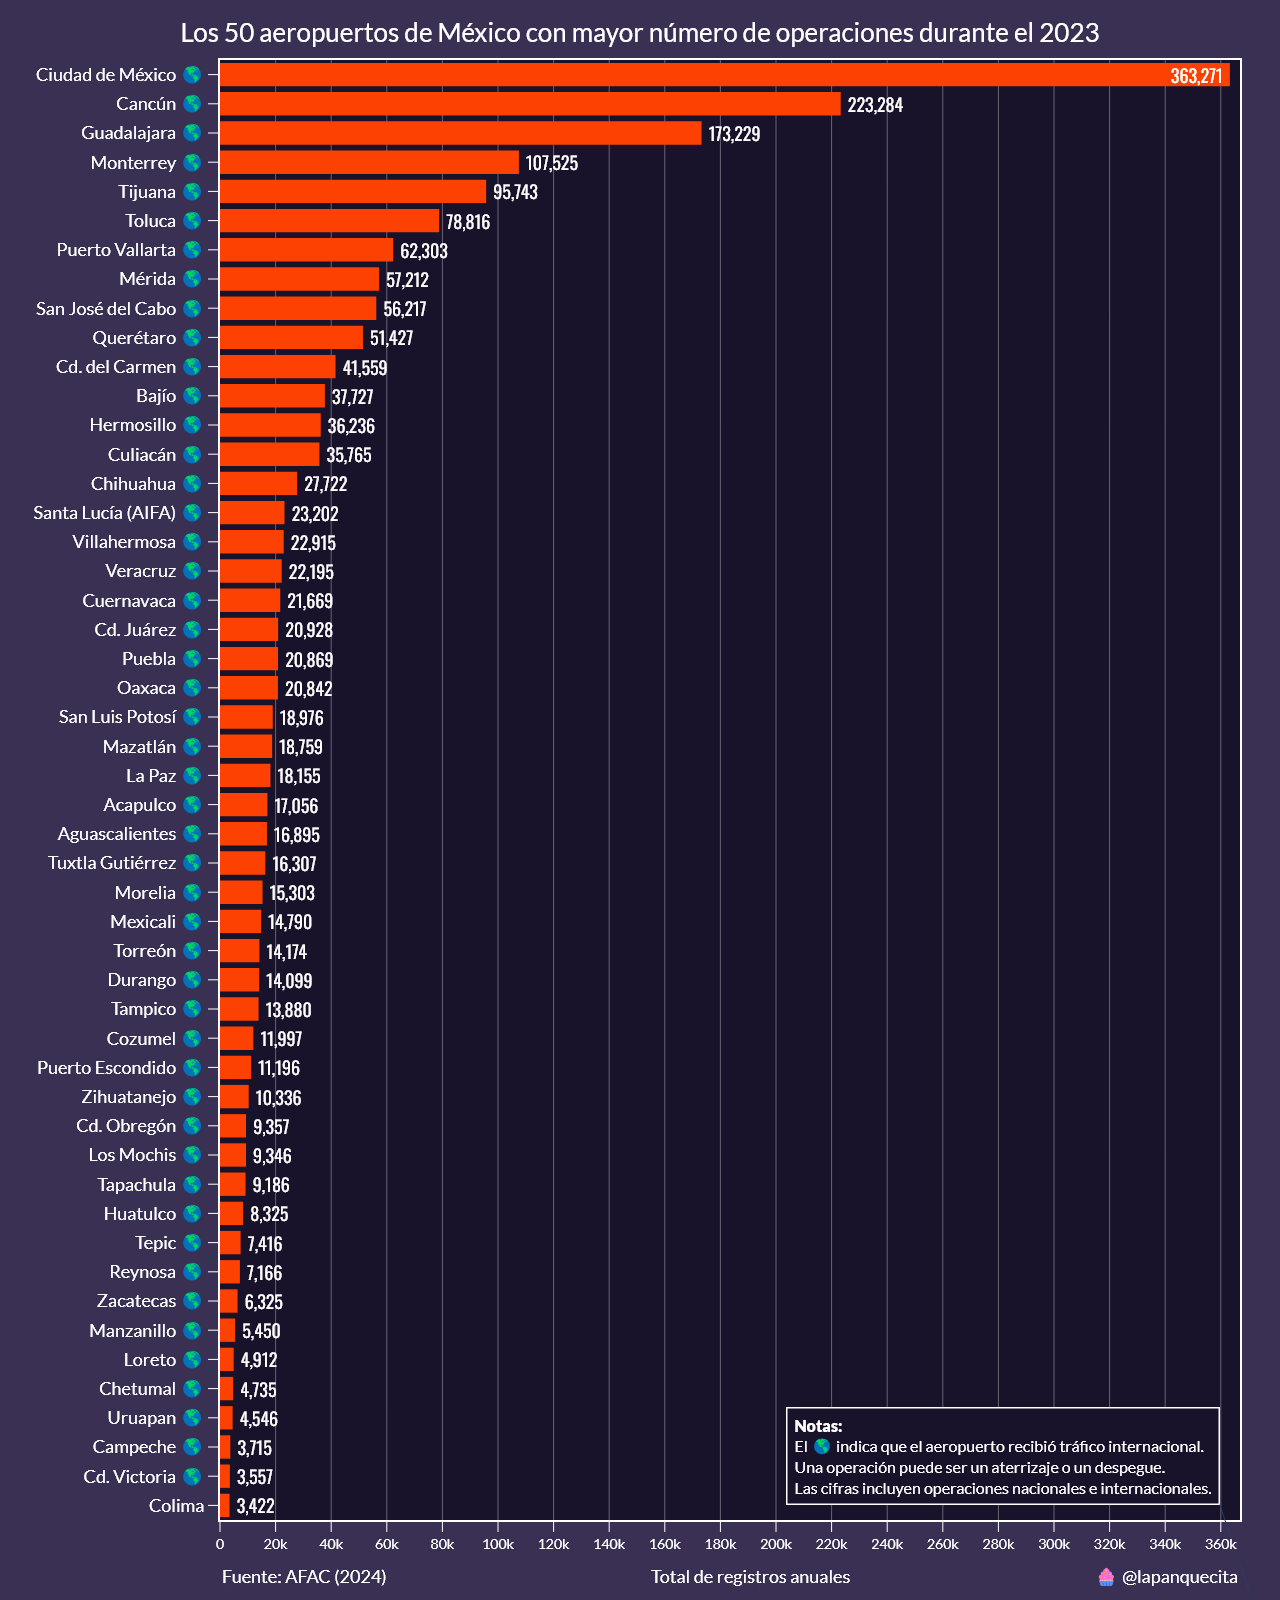 Los 50 aeropuertos de México con mayor número de operaciones durante el 2023
Ciudad de México 363,271
Cancún 223,284
Guadalajara 173,229
Monterrey 107,525
Tijuana 95,743
Toluca 78,816
Puerto Vallarta 62,303
Mérida 57,212
San José del Cabo 56,217
Querétaro 51,427
Cd. del Carmen 41,559
Bajío 37,727
Hermosillo 36,236
Culiacán 35,765
Chihuahua 27,722
Santa Lucía (AIFA) 23,202
Villahermosa 22,915
Veracruz 22,195
Cuernavaca 21,669
Cd. Juárez 20,928
Puebla 20,869
Oaxaca 20,842
San Luis Potosí 18,976
Mazatlán 18,759
La Paz 18,155
Acapulco 17,056
Aguascalientes 16,895
Tuxtla Gutiérrez 16,307
Morelia 15,303
Mexicali 14,790
Torreón 14,174
Durango 14,099
Tampico 13,880
Cozumel 11,997
Puerto Escondido 11,196
Zihuatanejo 10,336
Cd. Obregón 9,357
Los Mochis 9,346
Tapachula 9,186
Huatulco 8,325
Tepic 7,416
Reynosa 7,166
Zacatecas 6,325
Manzanillo 5,450
Loreto 4,912
Chetumal 4,735
Uruapan 4,546
Campeche 3,715
Cd. Victoria 3,557
Colima 3,422
Notas:
El 🌎 indica que el aeropuerto recibió tráfico internacional.
Una operación puede ser un aterrizaje o un despegue.
Las cifras incluyen operaciones nacionales e internacionales.
0 20k 40k 60k 80k 100k 120k 140k 160k 180k 200k 220k 240k 260k 280k 300k 320k 340k 360k
Fuente: AFAC (2024) Total de registros anuales 🧁 @lapanquecita